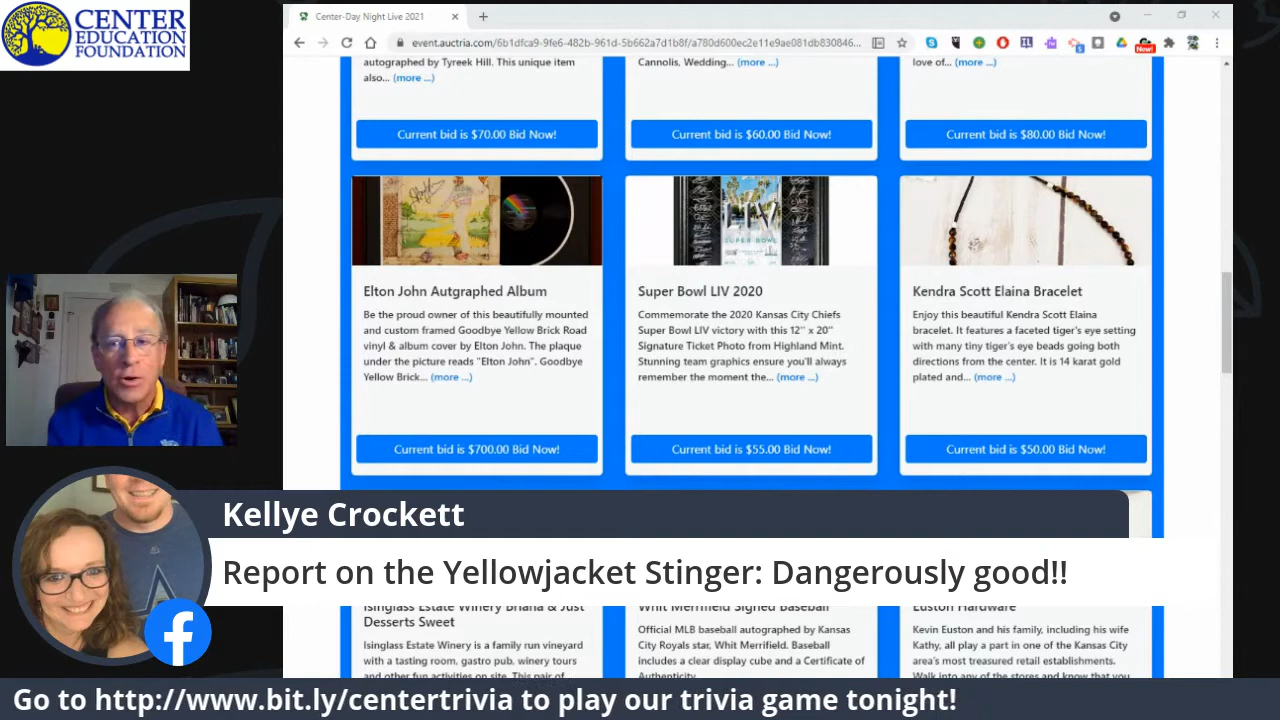 CENTER
EDUCATION
FOUNDATION
Center-Day Night Live 2021
event.auctria.com/6b1dfca9-9fe6-482b-961d-5b662a7d1b8f/a780d600ec2e11e9ae081db830846...
New!
autographed by Tyreek Hill. This unique item
also... (more ...)
Current bid is $70.00 Bid Now!
Cannolis, Wedding... (more ...)
Current bid is $60.00 Bid Now!
love of... (more ...)
Current bid is $80.00 Bid Now!
Elton John Autgraphed Album
Be the proud owner of this beautifully mounted
and custom framed Goodbye Yellow Brick Road
vinyl & album cover by Elton John. The plaque
under the picture reads "Elton John". Goodbye
Yellow Brick... (more ...)
Current bid is $700.00 Bid Now!
LIV
SUPER BOWL
Super Bowl LIV 2020
Commemorate the 2020 Kansas City Chiefs
Super Bowl LIV victory with this 12" x 20"
Signature Ticket Photo from Highland Mint.
Stunning team graphics ensure you'll always
remember the moment the... (more ...)
Current bid is $55.00 Bid Now!
Kendra Scott Elaina Bracelet
Enjoy this beautiful Kendra Scott Elaina
bracelet. It features a faceted tiger's eye setting
with many tiny tiger's eye beads going both
directions from the center. It is 14 karat gold
plated and... (more ...)
Current bid is $50.00 Bid Now!
Kellye Crockett
Report on the Yellowjacket Stinger: Dangerously good!!
Isinglass Estate Winery Briana & Just
Desserts Sweet
Isinglass Estate Winery is a family run vineyard
with a tasting room, gastro pub, winery tours
and other fun activities on site. This pair of
Whit Merrifield Signed Baseball
Official MLB baseball autographed by Kansas
City Royals star, Whit Merrifield. Baseball
includes a clear display cube and a Certificate of
Authenticity.
Euston Hardware
Kevin Euston and his family, including his wife
Kathy, all play a part in one of the Kansas City
area's most treasured retail establishments.
Walk into any of the stores and know that you
Go to http://www.bit.ly/centertrivia to play our trivia game tonight!